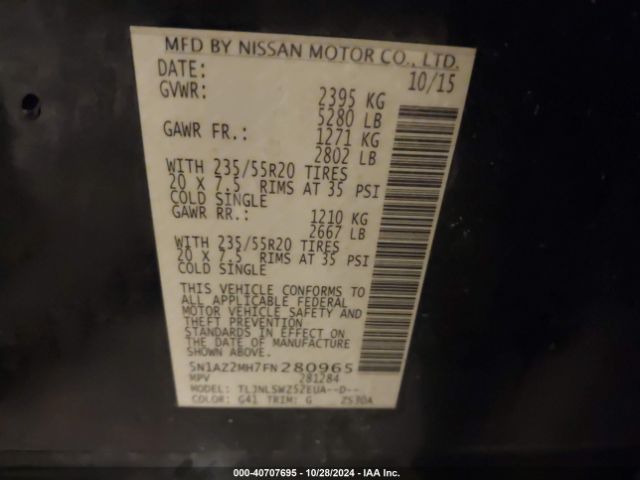 MFD BY NISSAN MOTOR CO., LTD.
DATE: 10/15
GVWR: 2395 KG
5280 LB
GAWR FR.: 1271 KG
2802 LB
WITH 235/55R20 TIRES
20 X 7.5 RIMS AT 35 PSI
COLD SINGLE
GAWR RR.: 1210 KG
2667 LB
WITH 235/55R20 TIRES
20 X 7.5 RIMS AT 35 PSI
COLD SINGLE
THIS VEHICLE CONFORMS TO
ALL APPLICABLE FEDERAL
MOTOR VEHICLE SAFETY AND
THEFT PREVENTION
STANDARDS IN EFFECT ON
THE DATE OF MANUFACTURE
SHOWN ABOVE.
5N1AZ2MH7FN280965
MPV 281284
MODEL: TLJNLSWZ52EUA--D--
COLOR: G41 TRIM: G Z530A
000-40707695 - 10/28/2024 - IAA Inc.